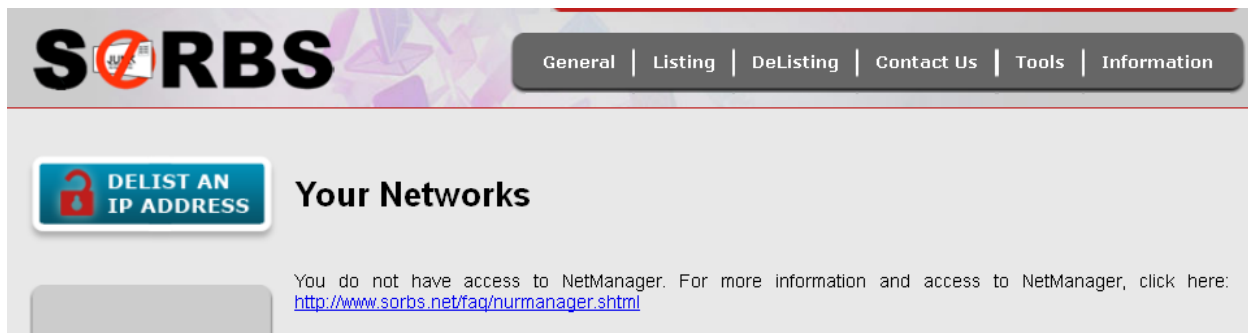 SORBS
General | Listing | DeListing | Contact Us | Tools | Information
DELIST AN
IP ADDRESS
Your Networks
You do not have access to NetManager. For more information and access to NetManager, click here:
http://www.sorbs.net/faq/nurmanager.shtml